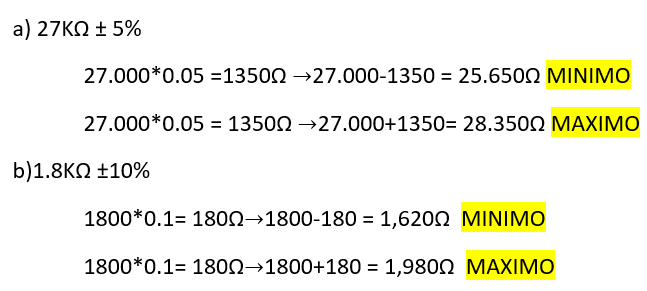 a) 27KΩ ± 5%
27.000*0.05 =1350Ω →27.000-1350 = 25.650Ω MINIMO
27.000*0.05 = 1350Ω →27.000+1350= 28.350Ω MAXIMO
b)1.8KΩ ±10%
1800*0.1= 180Ω→1800-180 = 1,620Ω MINIMO
1800*0.1= 180Ω→1800+180 = 1,980Ω MAXIMO